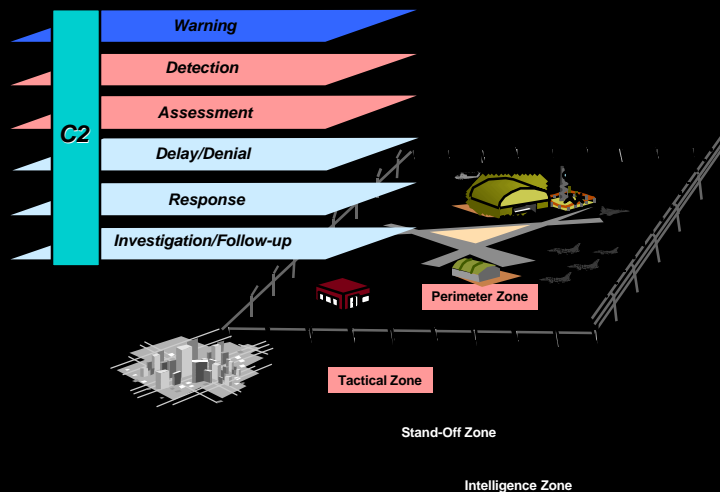 Warning
Detection
Assessment
C2
Delay/Denial
Response
Investigation/Follow-up
Perimeter Zone
Tactical Zone
Stand-Off Zone
Intelligence Zone